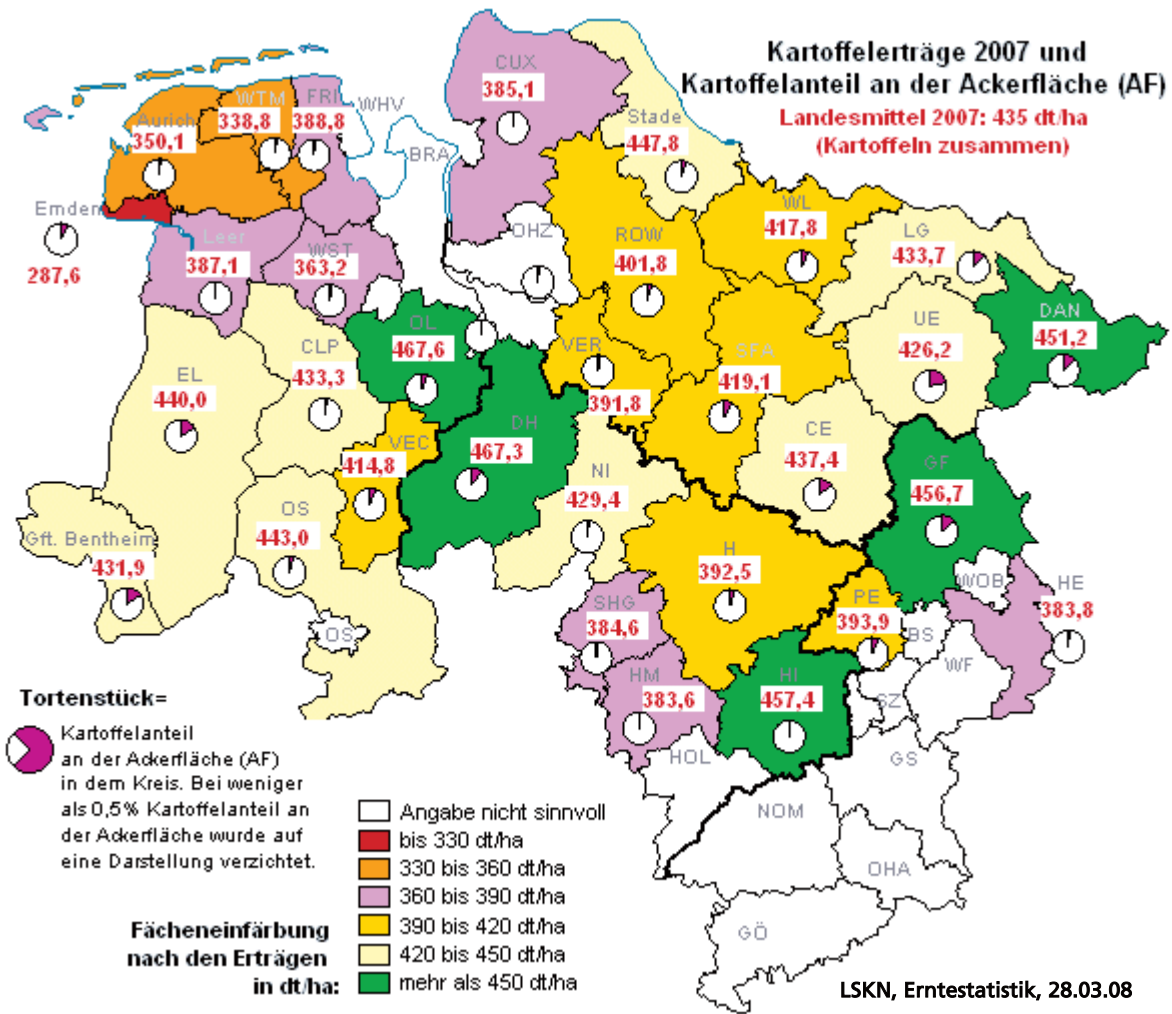 Kartoffelerträge 2007 und
Kartoffelanteil an der Ackerfläche (AF)
Landesmittel 2007: 435 dt/ha
(Kartoffeln zusammen)
CUX
385,1
WTM
338,8
FRI
388,8
WHV
Aurich
350,1
BRA
Stade
447,8
Emden
287,6
Leer
387,1
WST
363,2
OHZ
ROW
401,8
WL
417,8
LG
433,7
DAN
451,2
UE
426,2
OL
467,6
CLP
433,3
VER
391,8
SFA
419,1
EL
440,0
DH
467,3
VEC
414,8
NI
429,4
CE
437,4
GF
456,7
OS
443,0
Gft. Bentheim
431,9
H
392,5
WOB
HE
383,8
SHG
384,6
PE
393,9
BS
OS
WF
HM
383,6
HI
457,4
SZ
HOL
GS
NOM
OHA
GÖ
Tortenstück=
Kartoffelanteil
an der Ackerfläche (AF)
in dem Kreis. Bei weniger
als 0,5% Kartoffelanteil an
der Ackerfläche wurde auf
eine Darstellung verzichtet.
Fächeneinfärbung
nach den Erträgen
in dt/ha:
Angabe nicht sinnvoll
bis 330 dt/ha
330 bis 360 dt/ha
360 bis 390 dt/ha
390 bis 420 dt/ha
420 bis 450 dt/ha
mehr als 450 dt/ha
LSKN, Erntestatistik, 28.03.08